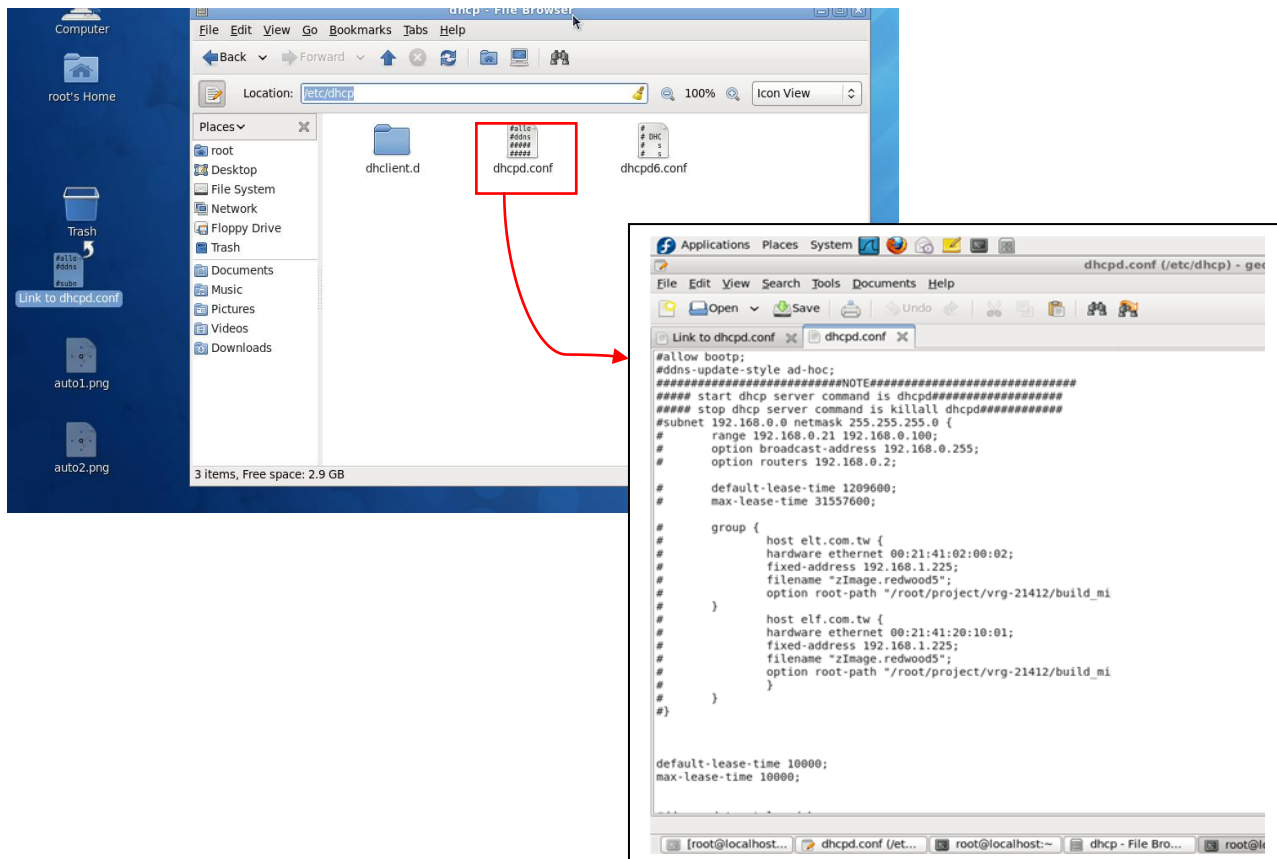 dhcp - File Browser
Computer
root's Home
Trash
Link to dhcpd.conf
auto1.png
auto2.png
File Edit View Go Bookmarks Tabs Help
Back Forward
Location: /etc/dhcp 100% Icon View
Places
root
Desktop
File System
Network
Floppy Drive
Trash
Documents
Music
Pictures
Videos
Downloads
dhclient.d
dhcpd.conf
dhcpd6.conf
3 items, Free space: 2.9 GB
Applications Places System
dhcpd.conf (/etc/dhcp) - ged
File Edit View Search Tools Documents Help
Open Save Undo
Link to dhcpd.conf dhcpd.conf
#allow bootp;
#ddns-update-style ad-hoc;
###########################NOTE##############################
##### start dhcp server command is dhcpd###################
##### stop dhcp server command is killall dhcpd############
#subnet 192.168.0.0 netmask 255.255.255.0 {
# range 192.168.0.21 192.168.0.100;
# option broadcast-address 192.168.0.255;
# option routers 192.168.0.2;
# default-lease-time 1209600;
# max-lease-time 31557600;
# group {
# host elt.com.tw {
# hardware ethernet 00:21:41:02:00:02;
# fixed-address 192.168.1.225;
# filename "zImage.redwood5";
# option root-path "/root/project/vrg-21412/build_mi
# }
# host elf.com.tw {
# hardware ethernet 00:21:41:20:10:01;
# fixed-address 192.168.1.225;
# filename "zImage.redwood5";
# option root-path "/root/project/vrg-21412/build_mi
# }
# }
#}
default-lease-time 10000;
max-lease-time 10000;
[root@localhost... dhcpd.conf (/et... root@localhost:~ dhcp - File Bro... root@lo